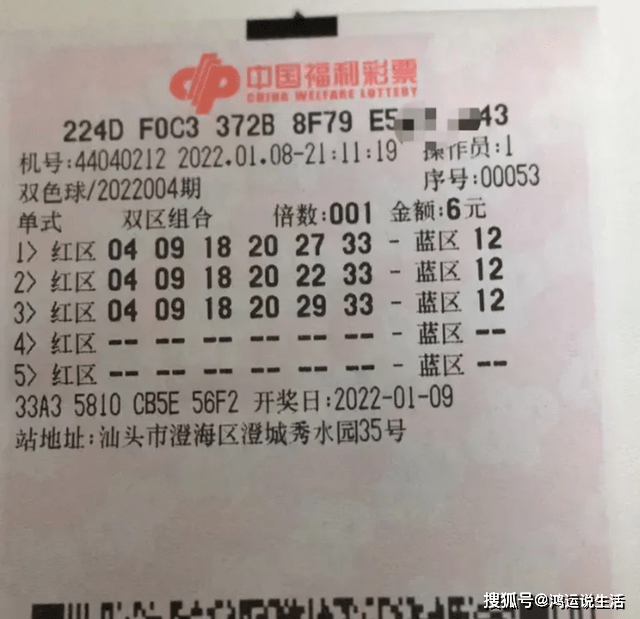 中国福利彩票
CHINA WELFARE LOTTERY
224D F0C3 372B 8F79 E5 43
机号:44040212 2022.01.08-21:11:19 操作员:1
双色球/2022004期 序号:00053
单式 双区组合 倍数:001 金额:6元
1> 红区 04 09 18 20 27 33 - 蓝区 12
2> 红区 04 09 18 20 22 33 - 蓝区 12
3> 红区 04 09 18 20 29 33 - 蓝区 12
4> 红区 -- -- -- -- -- -- - 蓝区 --
5> 红区 -- -- -- -- -- -- - 蓝区 --
33A3 5810 CB5E 56F2 开奖日:2022-01-09
站地址:汕头市澄海区澄城秀水园35号
搜狐号@鸿运说生活